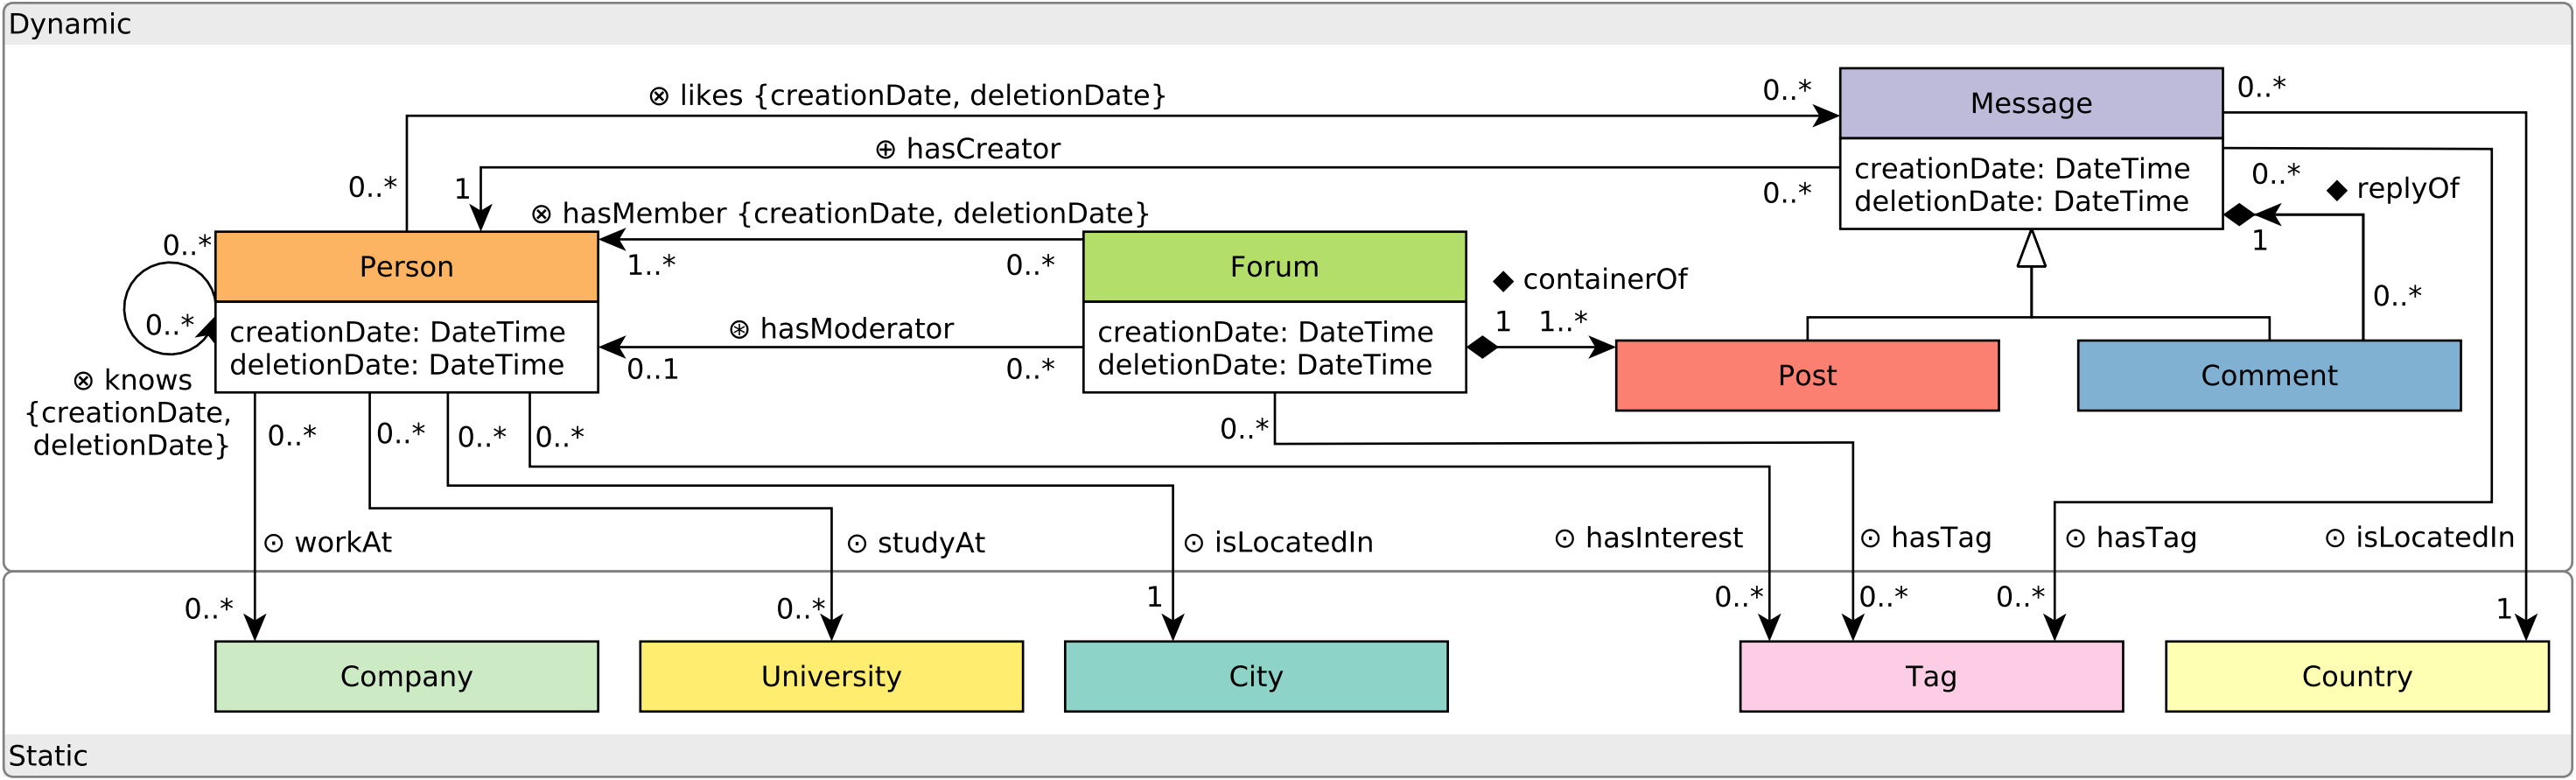 Dynamic
⊗ likes {creationDate, deletionDate}
0..*
Message
0..*
⊕ hasCreator
creationDate: DateTime
deletionDate: DateTime
0..*
1
0..*
0..*
◆ replyOf
1
0..*
⊗ hasMember {creationDate, deletionDate}
0..*
Person
1..*
0..*
Forum
◆ containerOf
0..*
creationDate: DateTime
deletionDate: DateTime
⊛ hasModerator
0..1
0..*
creationDate: DateTime
deletionDate: DateTime
1
1..*
Post
Comment
⊗ knows
{creationDate,
deletionDate}
0..*
0..*
0..*
0..*
0..*
⊙ workAt
⊙ studyAt
⊙ isLocatedIn
⊙ hasInterest
⊙ hasTag
⊙ hasTag
⊙ isLocatedIn
0..*
0..*
1
0..*
0..*
0..*
1
Company
University
City
Tag
Country
Static